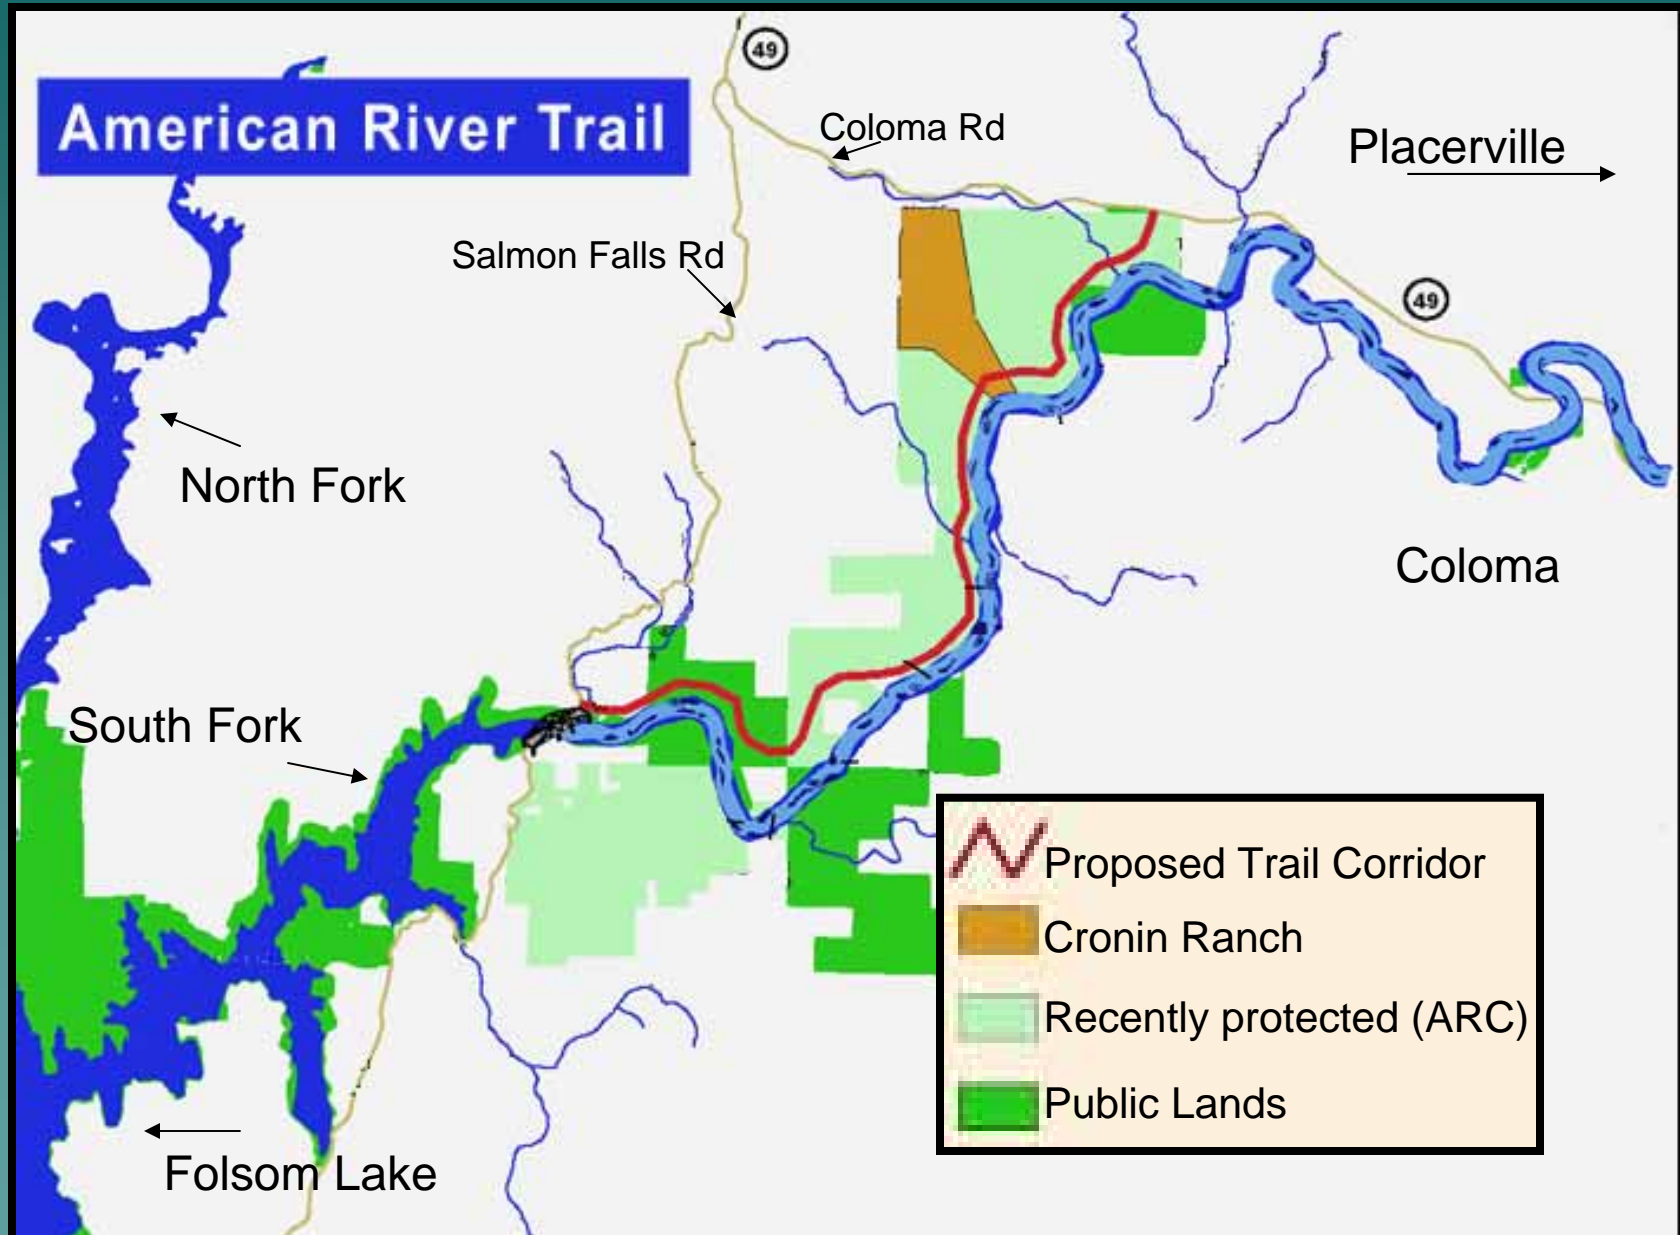 49
American River Trail
Coloma Rd
Placerville
Salmon Falls Rd
49
North Fork
Coloma
South Fork
Proposed Trail Corridor
Cronin Ranch
Recently protected (ARC)
Public Lands
Folsom Lake